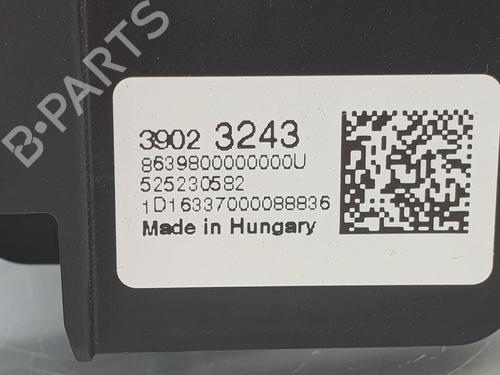 B-PARTS
3902 3243
8639800000000U
525230582
1D16337000088836
Made in Hungary